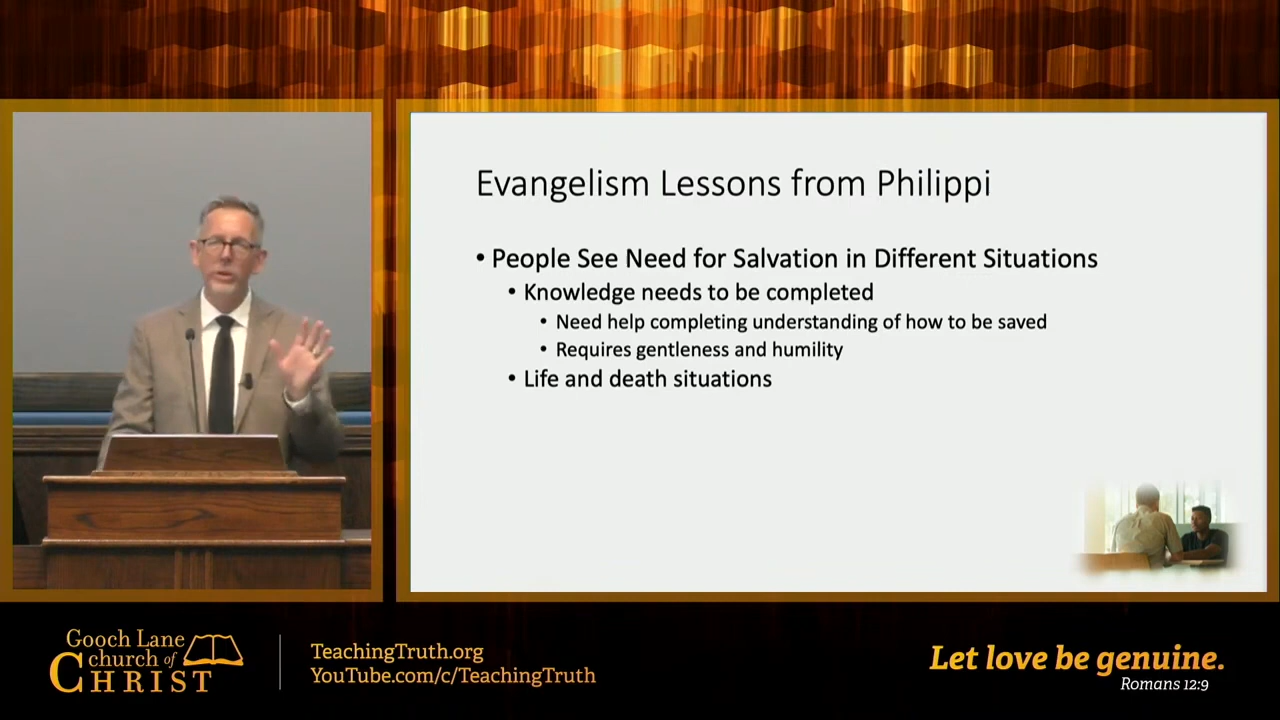 Evangelism Lessons from Philippi
• People See Need for Salvation in Different Situations
• Knowledge needs to be completed
• Need help completing understanding of how to be saved
• Requires gentleness and humility
• Life and death situations
Gooch Lane
church of
CHRIST
TeachingTruth.org
YouTube.com/c/TeachingTruth
Let love be genuine.
Romans 12:9